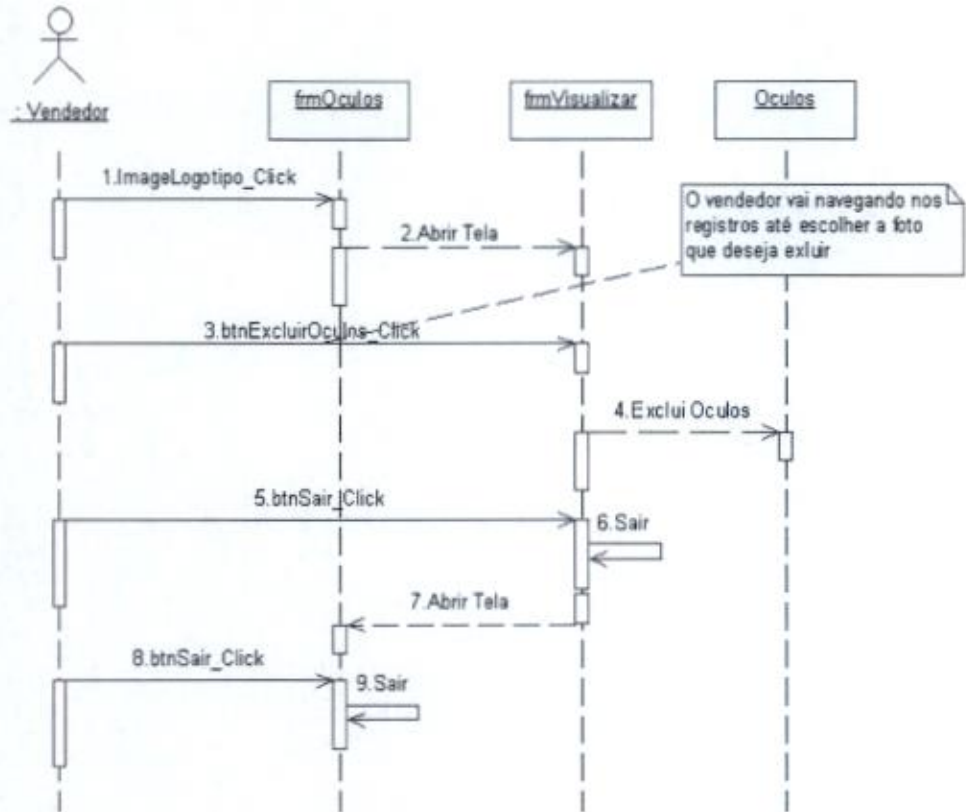 : Vendedor
frmOculos
frmVisualizar
Oculos
1.ImageLogotipo_Click
O vendedor vai navegando nos
registros até escolher a foto
que deseja exluir
2.Abrir Tela
3.btnExcluirOculos_Click
4.Exclui Oculos
5.btnSair_Click
6.Sair
7.Abrir Tela
8.btnSair_Click
9.Sair